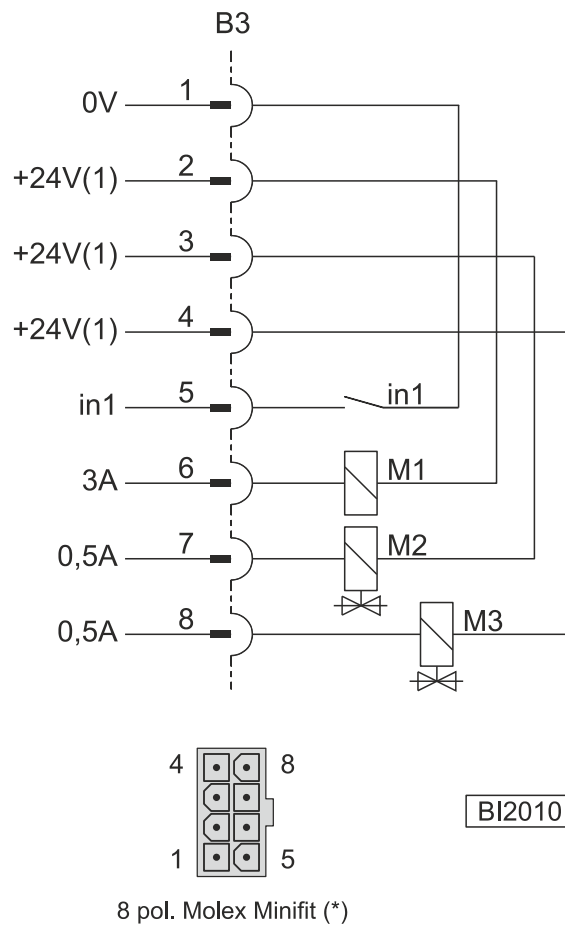 B3
0V 1
+24V(1) 2
+24V(1) 3
+24V(1) 4
in1 5 in1
3A 6 M1
0,5A 7 M2
0,5A 8 M3
4 8
1 5
BI2010
8 pol. Molex Minifit (*)